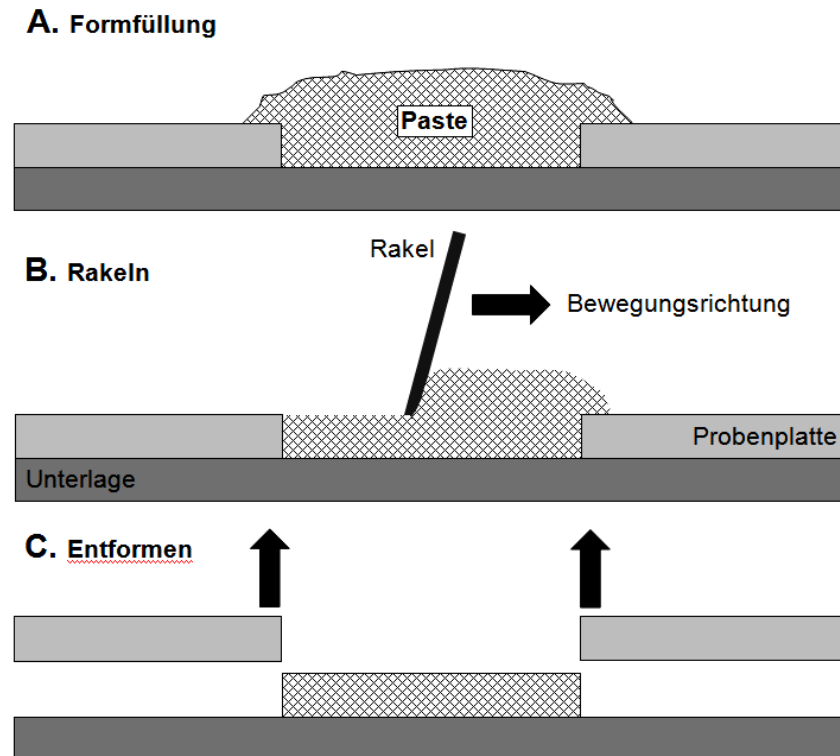 A. Formfüllung
Paste
Rakel
B. Rakeln
Bewegungsrichtung
Probenplatte
Unterlage
C. Entformen